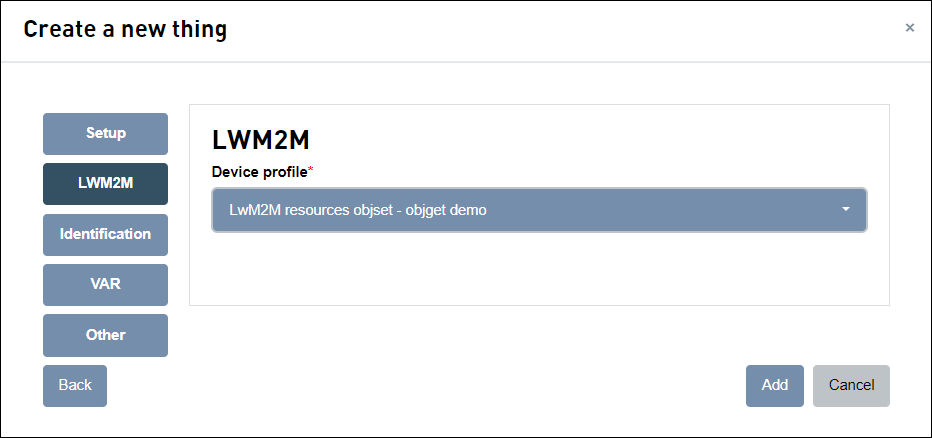 Create a new thing
×
Setup
LWM2M
Identification
VAR
Other
Back
LWM2M
Device profile*
LwM2M resources objset - objget demo
Add
Cancel